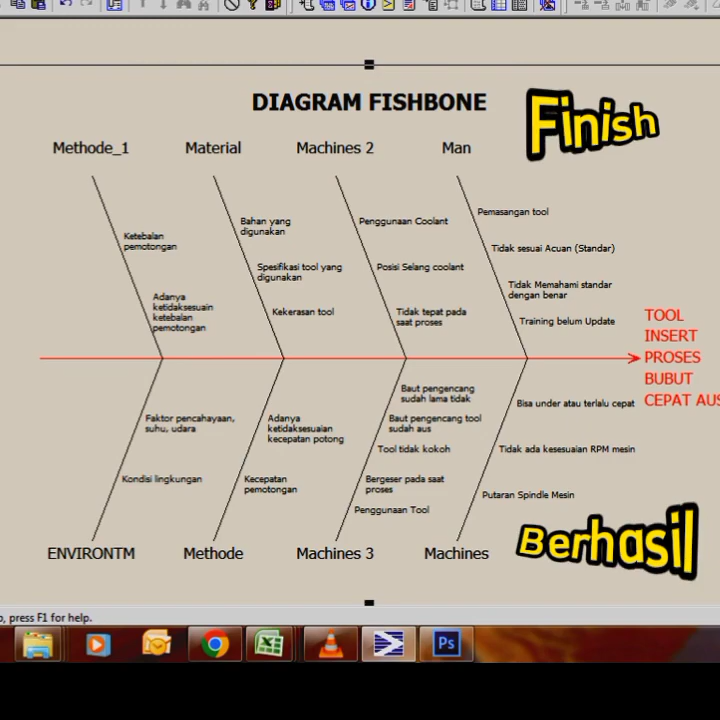 DIAGRAM FISHBONE
Finish
Methode_1
Material
Machines 2
Man
Ketebalan
pemotongan
Adanya
ketidaksesuain
ketebalan
pemotongan
Bahan yang
digunakan
Spesifikasi tool yang
digunakan
Kekerasan tool
Penggunaan Coolant
Posisi Selang coolant
Tidak tepat pada
saat proses
Pemasangan tool
Tidak sesuai Acuan (Standar)
Tidak Memahami standar
dengan benar
Training belum Update
TOOL
INSERT
PROSES
BUBUT
CEPAT AUS
Faktor pencahayaan,
suhu, udara
Kondisi lingkungan
Adanya
ketidaksesuaian
kecepatan potong
Kecepatan
pemotongan
Baut pengencang
sudah lama tidak
Baut pengencang tool
sudah aus
Tool tidak kokoh
Bergeser pada saat
proses
Penggunaan Tool
Bisa under atau terlalu cepat
Tidak ada kesesuaian RPM mesin
Putaran Spindle Mesin
ENVIRONTM
Methode
Machines 3
Machines
Berhasil
, press F1 for help.
Ps